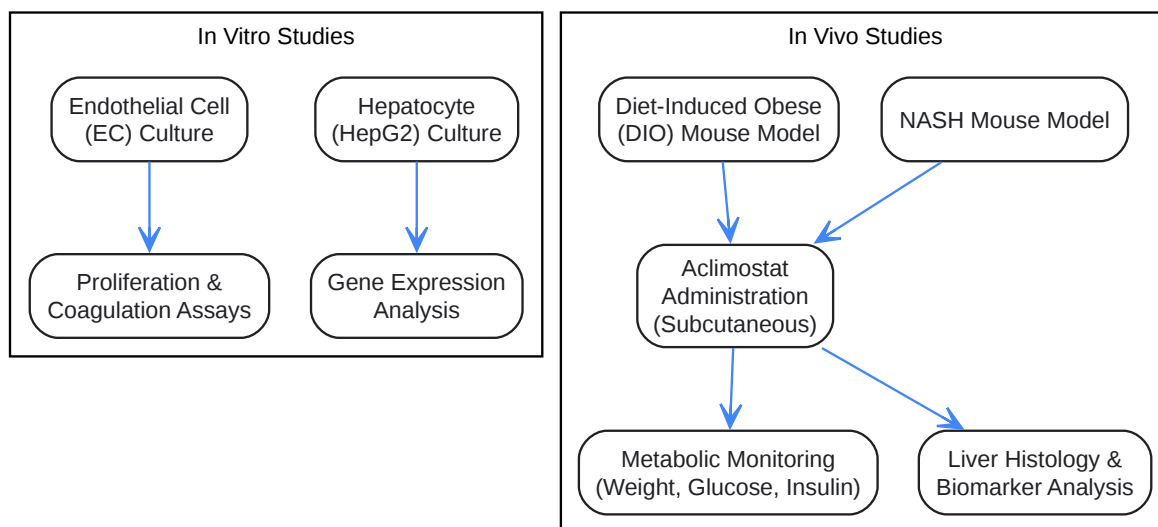 In Vitro Studies
Endothelial Cell
(EC) Culture
Hepatocyte
(HepG2) Culture
Proliferation &
Coagulation Assays
Gene Expression
Analysis
In Vivo Studies
Diet-Induced Obese
(DIO) Mouse Model
NASH Mouse Model
Aclimostat
Administration
(Subcutaneous)
Metabolic Monitoring
(Weight, Glucose, Insulin)
Liver Histology &
Biomarker Analysis